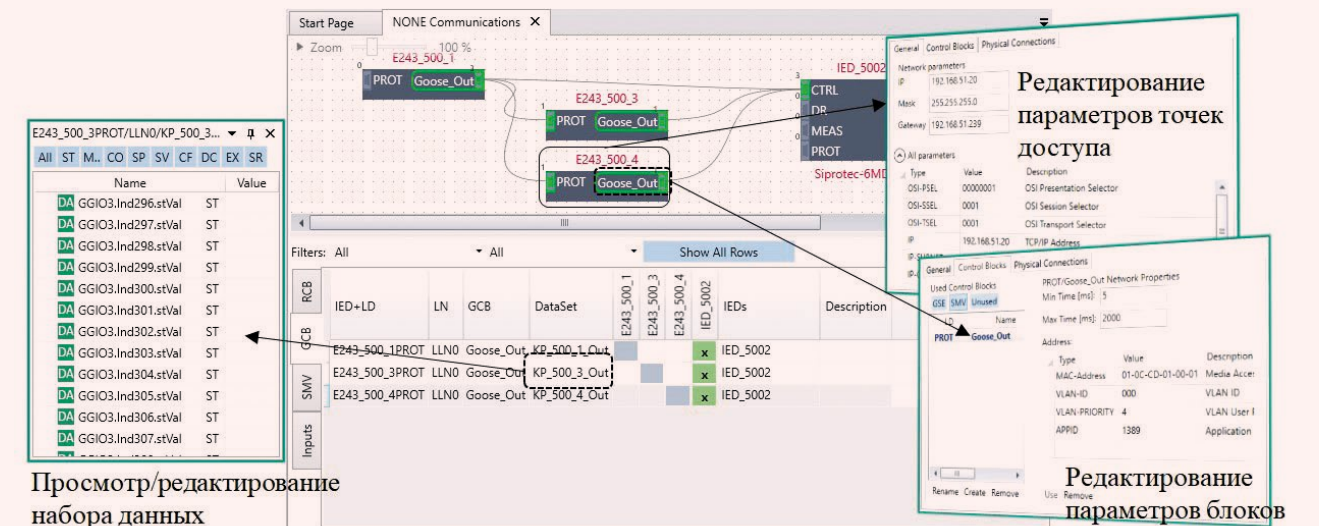 Start Page NONE Communications X
Zoom 100 %
E243_500_1
0 3
PROT Goose_Out
E243_500_3
1 1
PROT Goose_Out
E243_500_4
1 1
PROT Goose_Out
IED_5002
3
CTRL
0
DR
MEAS
0
PROT
Siprotec-6MD
E243_500_3PROT/LLN0/KP_500_3...
All ST M.. CO SP SV CF DC EX SR
Name Value
DA GGIO3.Ind296.stVal ST
DA GGIO3.Ind297.stVal ST
DA GGIO3.Ind298.stVal ST
DA GGIO3.Ind299.stVal ST
DA GGIO3.Ind300.stVal ST
DA GGIO3.Ind301.stVal ST
DA GGIO3.Ind302.stVal ST
DA GGIO3.Ind303.stVal ST
DA GGIO3.Ind304.stVal ST
DA GGIO3.Ind305.stVal ST
DA GGIO3.Ind306.stVal ST
DA GGIO3.Ind307.stVal ST
Просмотр/редактирование
набора данных
Filters: All All Show All Rows
RCB
GCB
SMV
Inputs
IED+LD LN GCB DataSet E243_500_1 E243_500_3 E243_500_4 IED_5002 IEDs Description
E243_500_1PROT LLN0 Goose_Out KP_500_1_Out x IED_5002
E243_500_3PROT LLN0 Goose_Out KP_500_3_Out x IED_5002
E243_500_4PROT LLN0 Goose_Out KP_500_4_Out x IED_5002
General Control Blocks Physical Connections
Network parameters
IP 192.168.51.20
Mask 255.255.255.0
Gateway 192.168.51.239
All parameters
Type Value Description
OSI-PSEL 00000001 OSI Presentation Selector
OSI-SSEL 0001 OSI Session Selector
OSI-TSEL 0001 OSI Transport Selector
IP 192.168.51.20 TCP/IP Address
Редактирование
параметров точек
доступа
General Control Blocks Physical Connections
Used Control Blocks
GSE SMV Unused
LD Name
PROT Goose_Out
PROT/Goose_Out Network Properties
Min Time [ms]: 5
Max Time [ms]: 2000
Address:
Type Value Description
MAC-Address 01-0C-CD-01-00-01 Media Acce
VLAN-ID 000 VLAN ID
VLAN-PRIORITY 4 VLAN User
APPID 1389 Application
Rename Create Remove Use Remove
Редактирование
параметров блоков